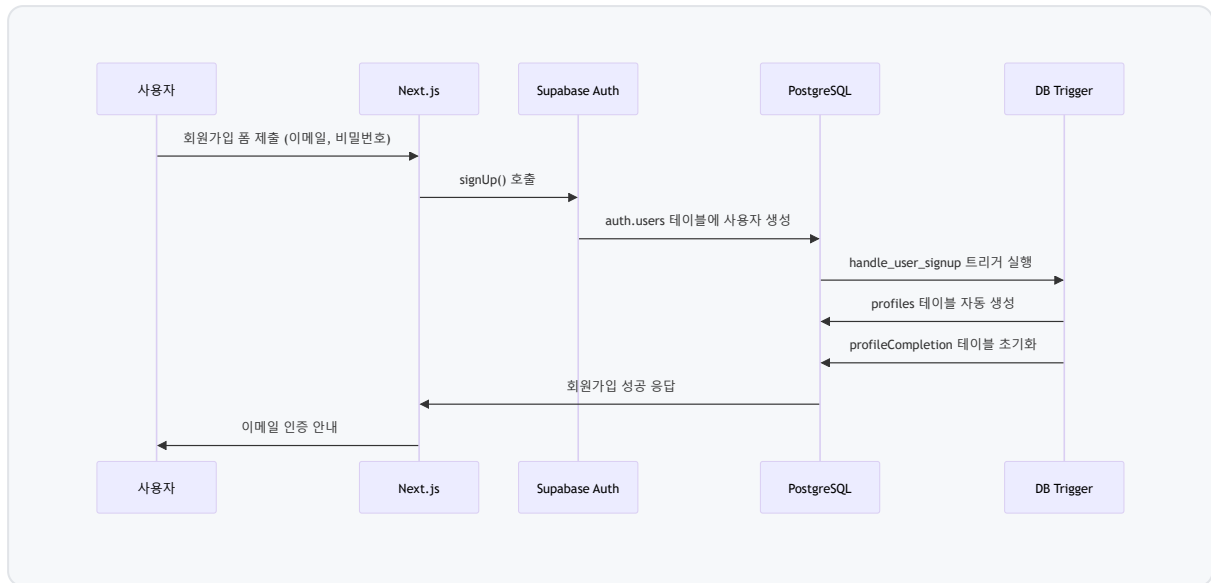 사용자
Next.js
Supabase Auth
PostgreSQL
DB Trigger
회원가입 폼 제출 (이메일, 비밀번호)
signUp() 호출
auth.users 테이블에 사용자 생성
handle_user_signup 트리거 실행
profiles 테이블 자동 생성
profileCompletion 테이블 초기화
회원가입 성공 응답
이메일 인증 안내
사용자
Next.js
Supabase Auth
PostgreSQL
DB Trigger